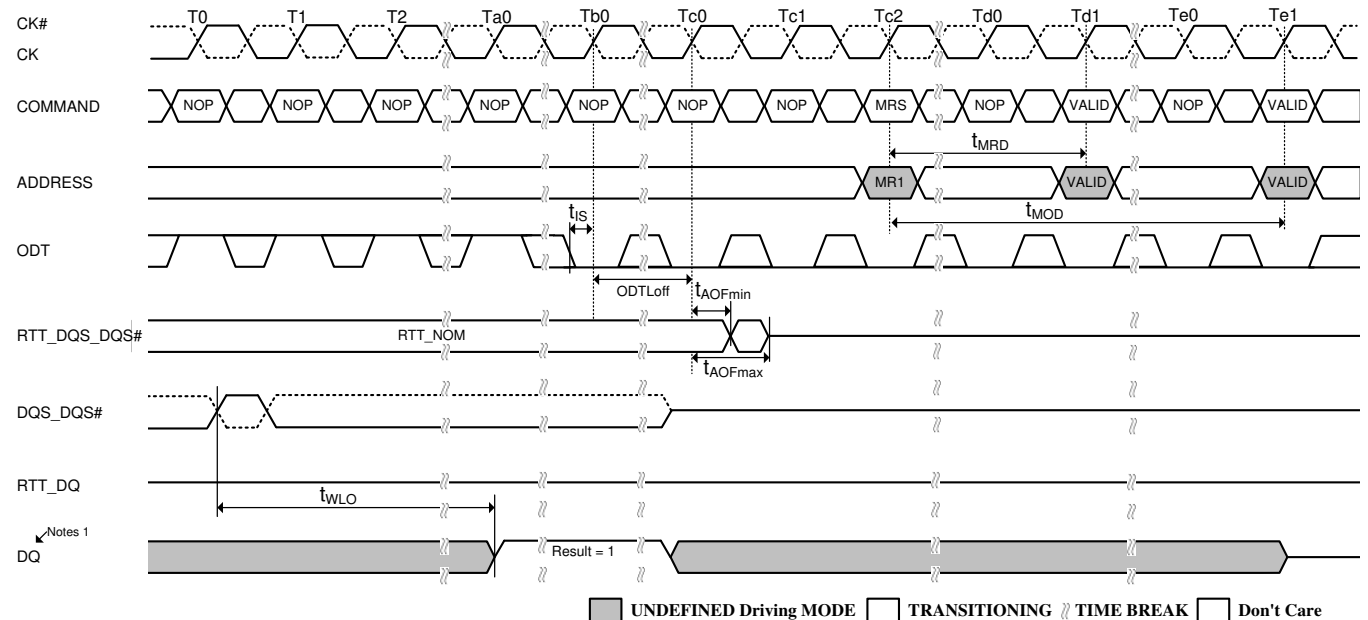 T0 T1 T2 Ta0 Tb0 Tc0 Tc1 Tc2 Td0 Td1 Te0 Te1
CK#
CK
COMMAND NOP NOP NOP NOP NOP NOP NOP MRS NOP VALID NOP VALID
tMRD
ADDRESS MR1 VALID VALID
tIS tMOD
ODT
ODTLoff tAOFmin
RTT_DQS_DQS# RTT_NOM
tAOFmax
DQS_DQS#
RTT_DQ
tWLO
Notes 1
DQ Result = 1
UNDEFINED Driving MODE TRANSITIONING TIME BREAK Don't Care